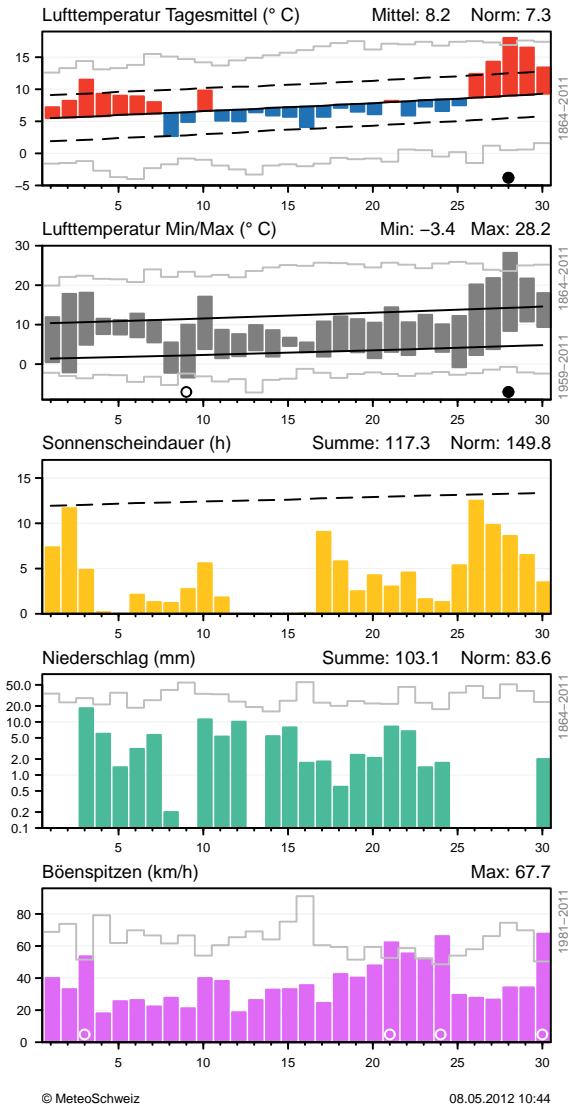 Lufttemperatur Tagesmittel (° C) Mittel: 8.2 Norm: 7.3
15
10
5
0
−5
5 10 15 20 25 30
1864−2011
Lufttemperatur Min/Max (° C) Min: −3.4 Max: 28.2
30
20
10
0
5 10 15 20 25 30
1864−2011
1959−2011
Sonnenscheindauer (h) Summe: 117.3 Norm: 149.8
15
10
5
0
5 10 15 20 25 30
Niederschlag (mm) Summe: 103.1 Norm: 83.6
50.0
20.0
10.0
5.0
2.0
1.0
0.5
0.2
0.1
5 10 15 20 25 30
1864−2011
Böenspitzen (km/h) Max: 67.7
80
60
40
20
0
5 10 15 20 25 30
1981−2011
© MeteoSchweiz 08.05.2012 10:44